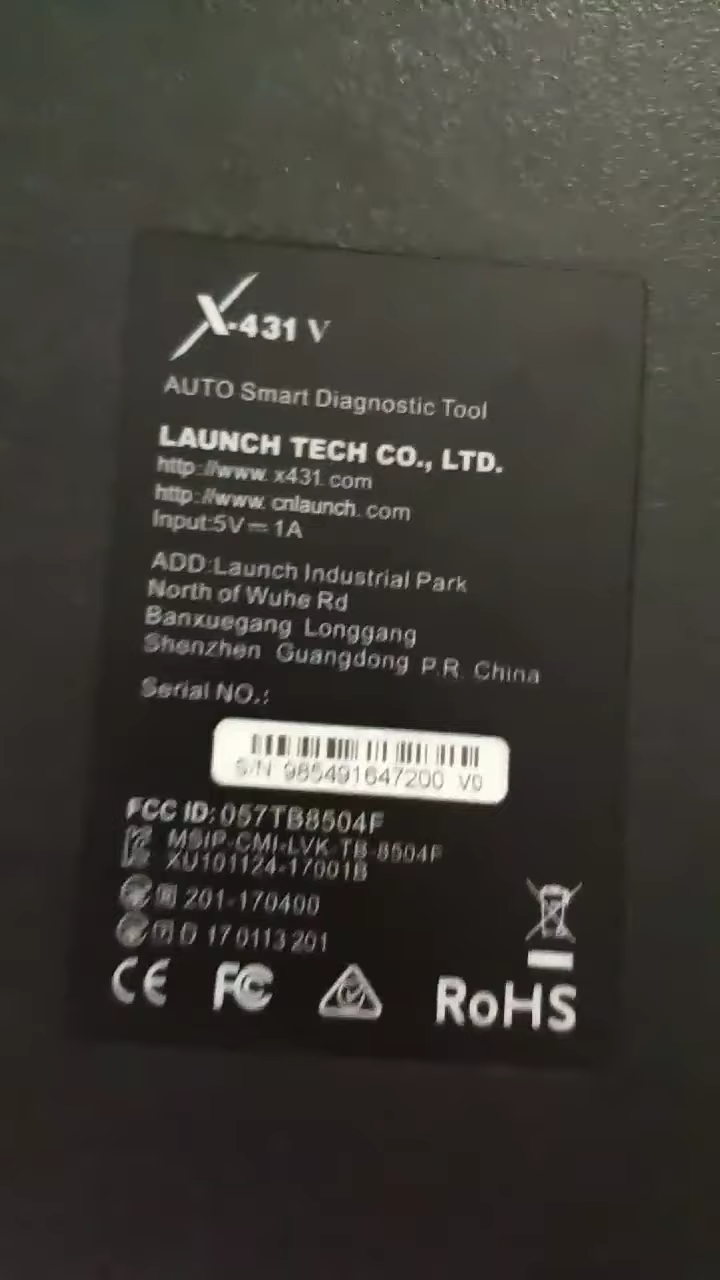 X-431 V
AUTO Smart Diagnostic Tool
LAUNCH TECH CO., LTD.
http://www.x431.com
http://www.cnlaunch.com
Input:5V⎓1A
ADD:Launch Industrial Park
North of Wuhe Rd
Banxuegang Longgang
Shenzhen Guangdong P.R. China
Serial NO.:
S/N 985491647200 V0
FCC ID:057TB8504F
MSIP-CMI-LVK-TB-8504F
XU101124-17001B
201-170400
D 17 0113 201
CE FC RoHS